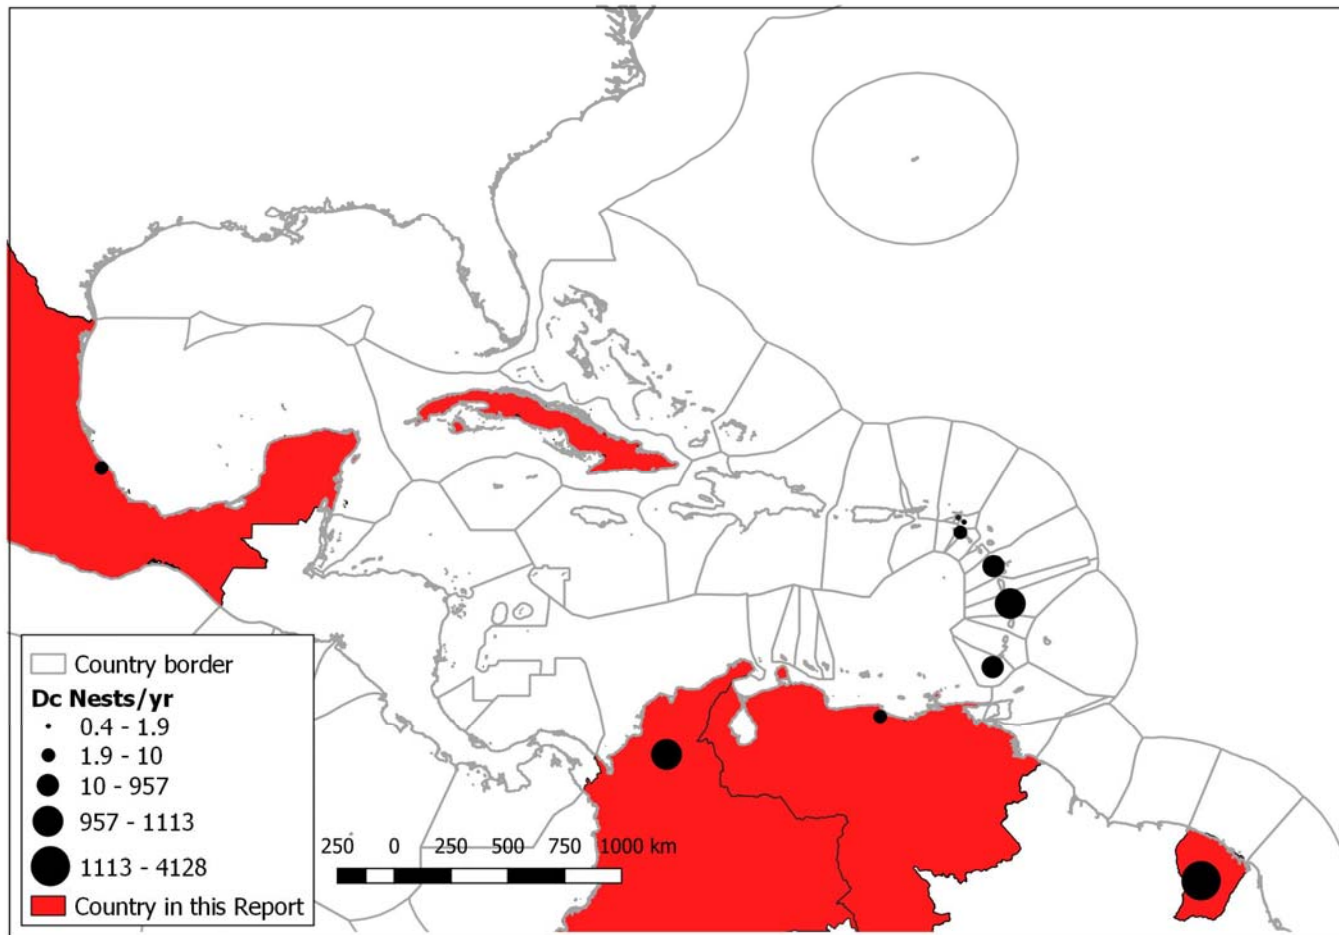 Country border
Dc Nests/yr
0.4 - 1.9
1.9 - 10
10 - 957
957 - 1113
1113 - 4128
Country in this Report
250 0 250 500 750 1000 km